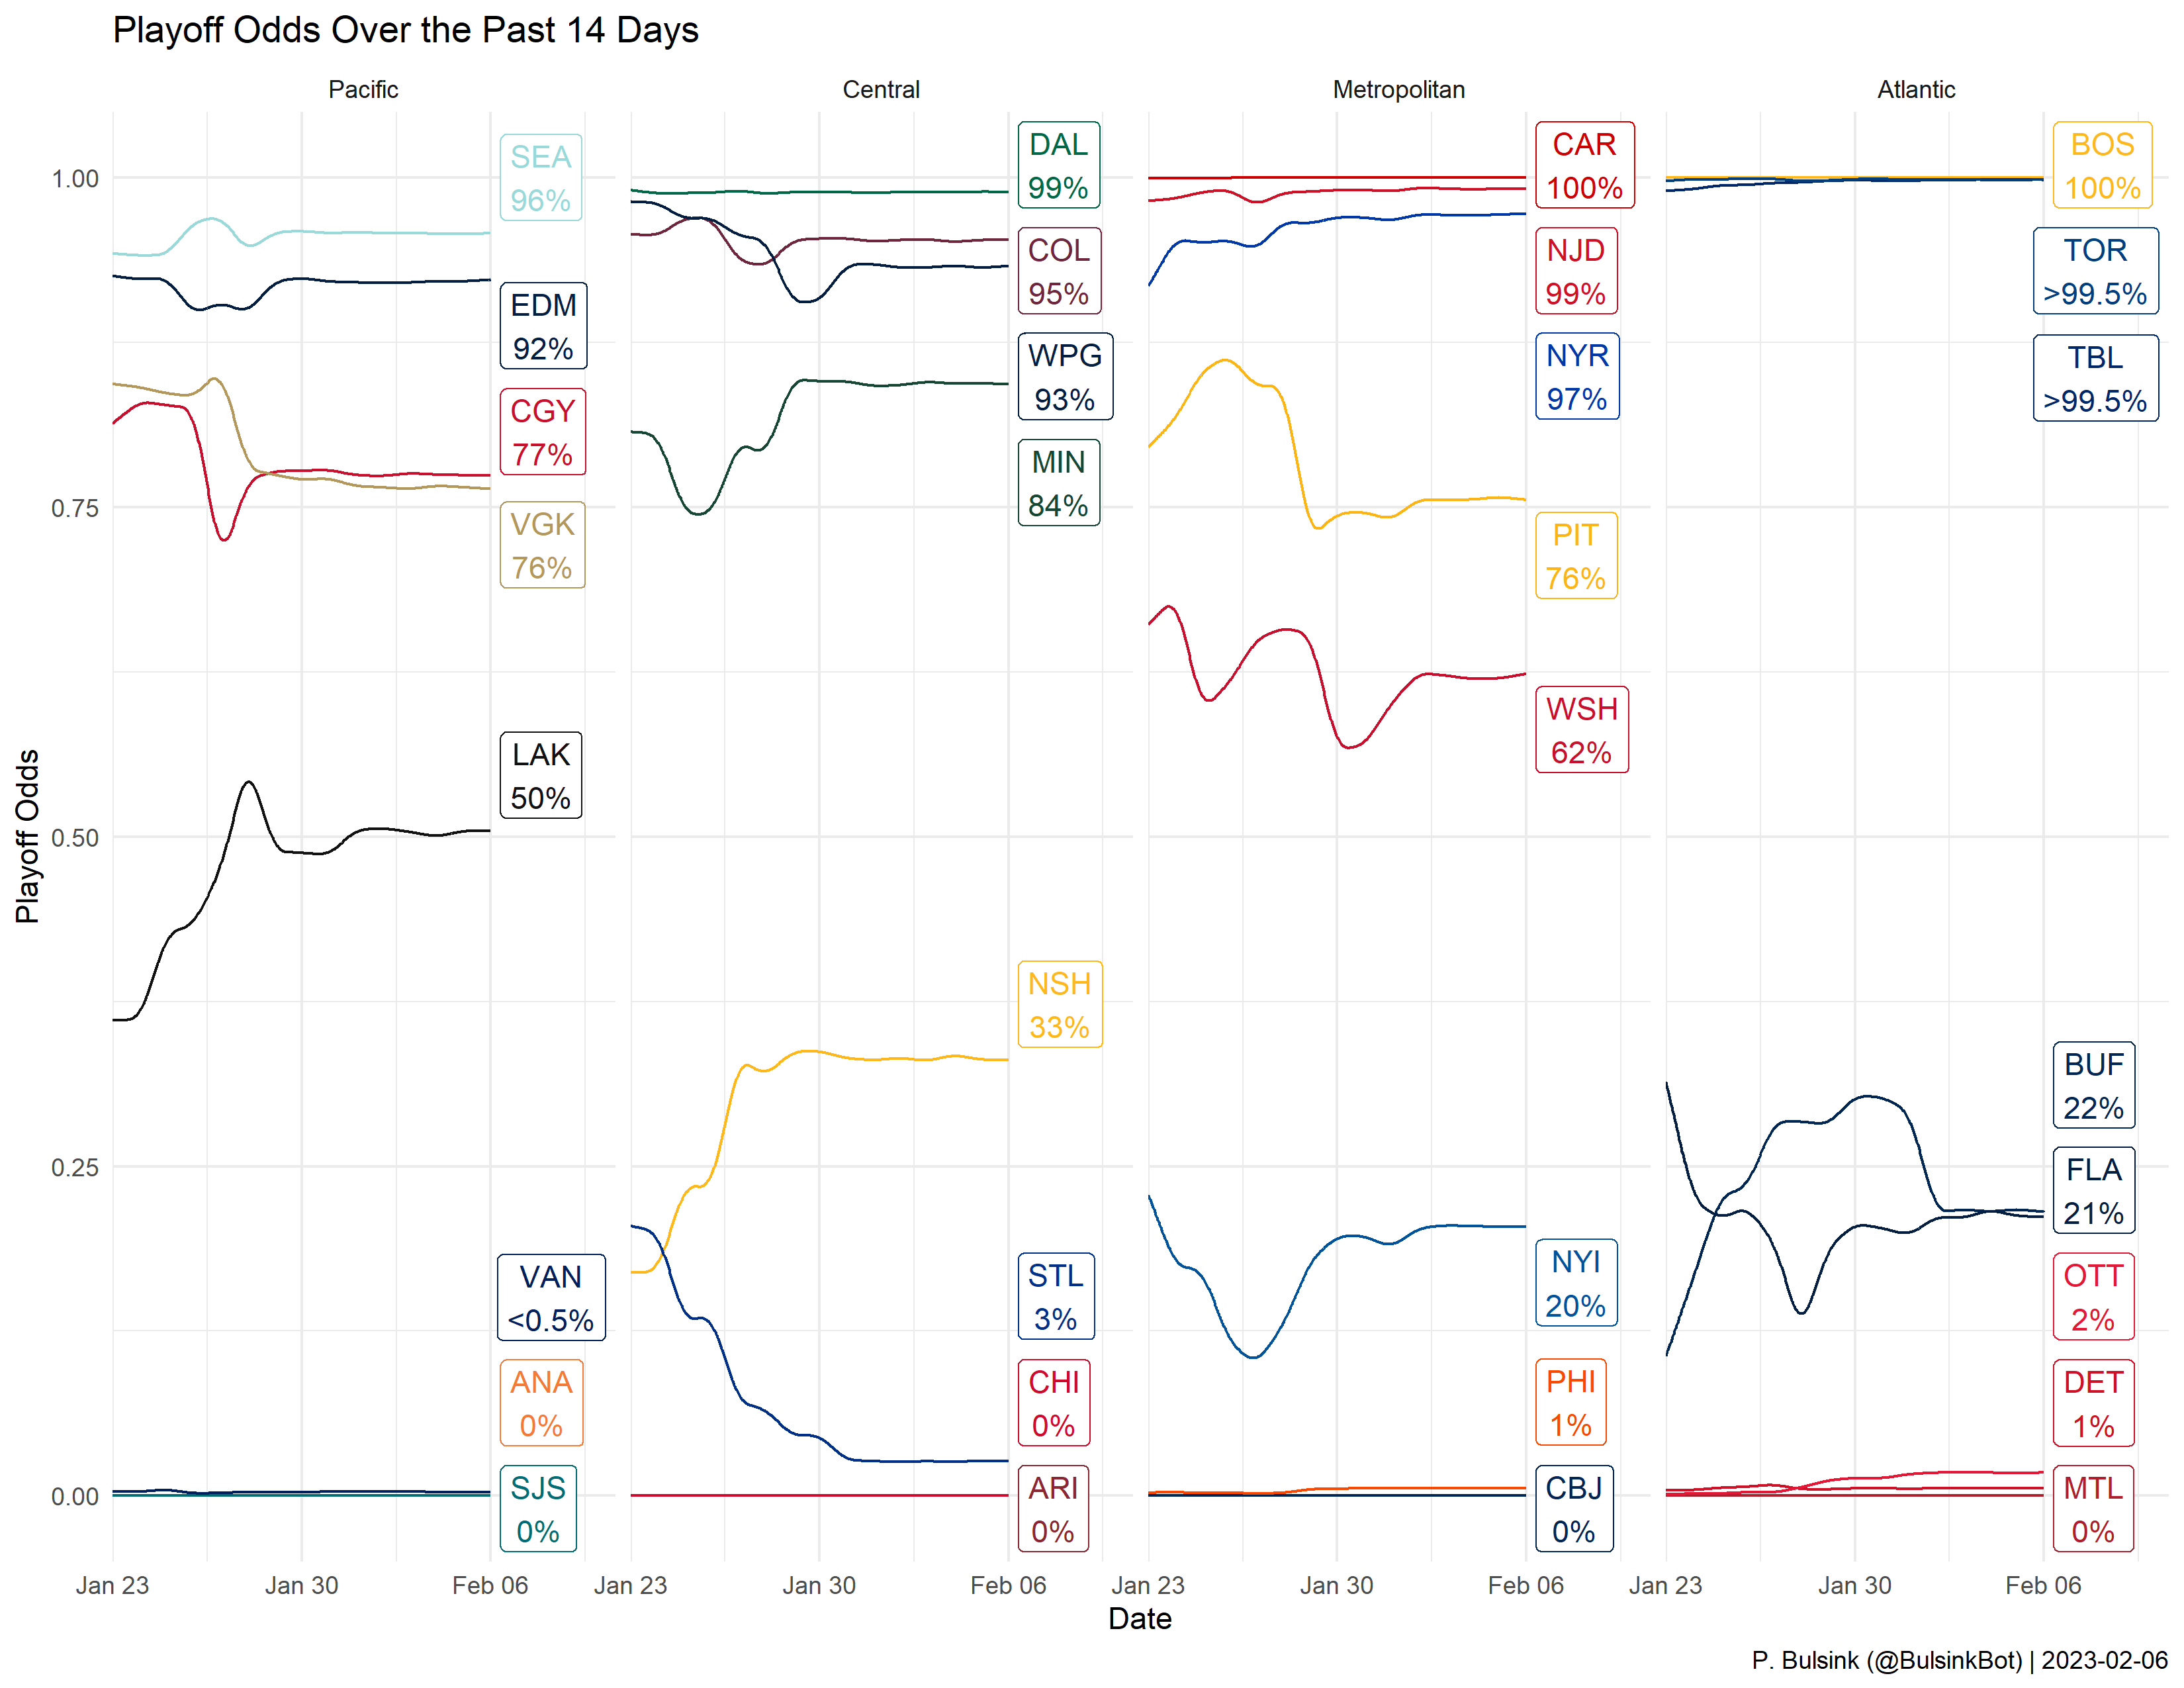 Playoff Odds Over the Past 14 Days
Pacific
Central
Metropolitan
Atlantic
Playoff Odds
1.00
0.75
0.50
0.25
0.00
SEA
96%
EDM
92%
CGY
77%
VGK
76%
LAK
50%
VAN
<0.5%
ANA
0%
SJS
0%
DAL
99%
COL
95%
WPG
93%
MIN
84%
NSH
33%
STL
3%
CHI
0%
ARI
0%
CAR
100%
NJD
99%
NYR
97%
PIT
76%
WSH
62%
NYI
20%
PHI
1%
CBJ
0%
BOS
100%
TOR
>99.5%
TBL
>99.5%
BUF
22%
FLA
21%
OTT
2%
DET
1%
MTL
0%
Jan 23
Jan 30
Feb 06
Jan 23
Jan 30
Feb 06
Jan 23
Jan 30
Feb 06
Jan 23
Jan 30
Feb 06
Date
P. Bulsink (@BulsinkBot) | 2023-02-06